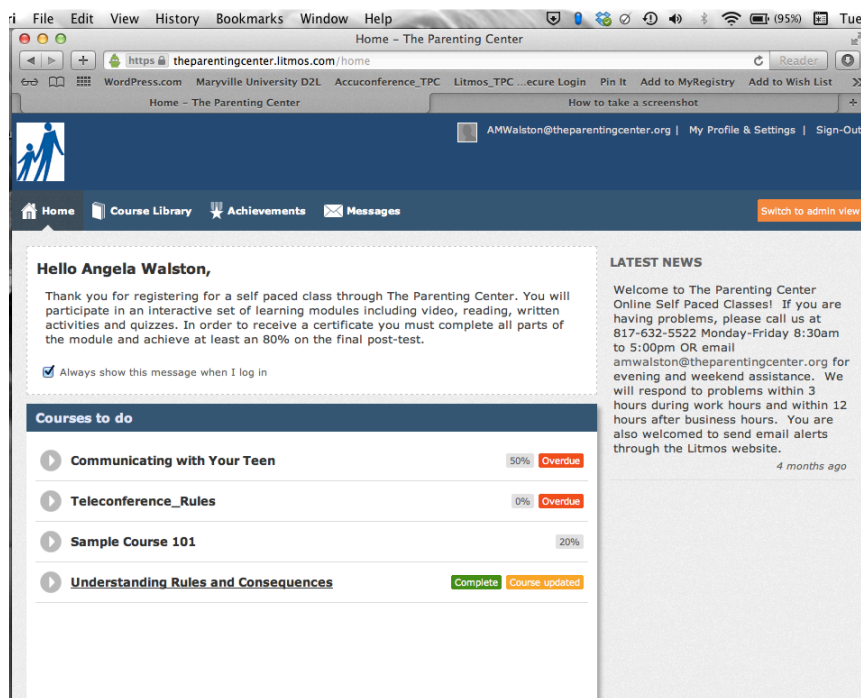 ri File Edit View History Bookmarks Window Help (95%) Tue
Home – The Parenting Center
https theparentingcenter.litmos.com/home Reader
WordPress.com Maryville University D2L Accuconference_TPC Litmos_TPC ...ecure Login Pin It Add to MyRegistry Add to Wish List
Home – The Parenting Center How to take a screenshot
AMWalston@theparentingcenter.org | My Profile & Settings | Sign-Out
Home Course Library Achievements Messages Switch to admin view
Hello Angela Walston,
Thank you for registering for a self paced class through The Parenting Center. You will
participate in an interactive set of learning modules including video, reading, written
activities and quizzes. In order to receive a certificate you must complete all parts of
the module and achieve at least an 80% on the final post-test.
Always show this message when I log in
Courses to do
Communicating with Your Teen 50% Overdue
Teleconference_Rules 0% Overdue
Sample Course 101 20%
Understanding Rules and Consequences Complete Course updated
LATEST NEWS
Welcome to The Parenting Center
Online Self Paced Classes! If you are
having problems, please call us at
817-632-5522 Monday-Friday 8:30am
to 5:00pm OR email
amwalston@theparentingcenter.org for
evening and weekend assistance. We
will respond to problems within 3
hours during work hours and within 12
hours after business hours. You are
also welcomed to send email alerts
through the Litmos website.
4 months ago